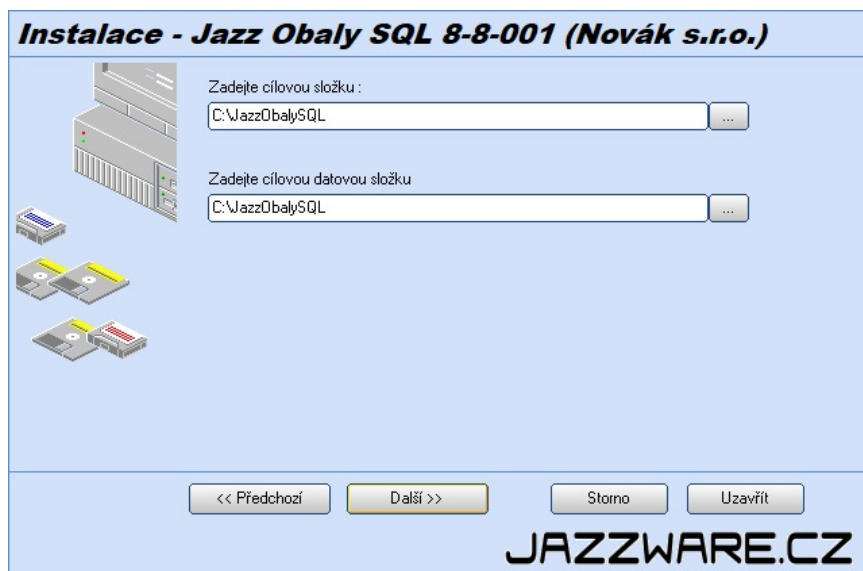 Instalace - Jazz Obaly SQL 8-8-001 (Novák s.r.o.)
Zadejte cílovou složku :
C:\JazzObalySQL
...
Zadejte cílovou datovou složku
C:\JazzObalySQL
...
<< Předchozí
Další >>
Storno
Uzavřít
JAZZWARE.CZ